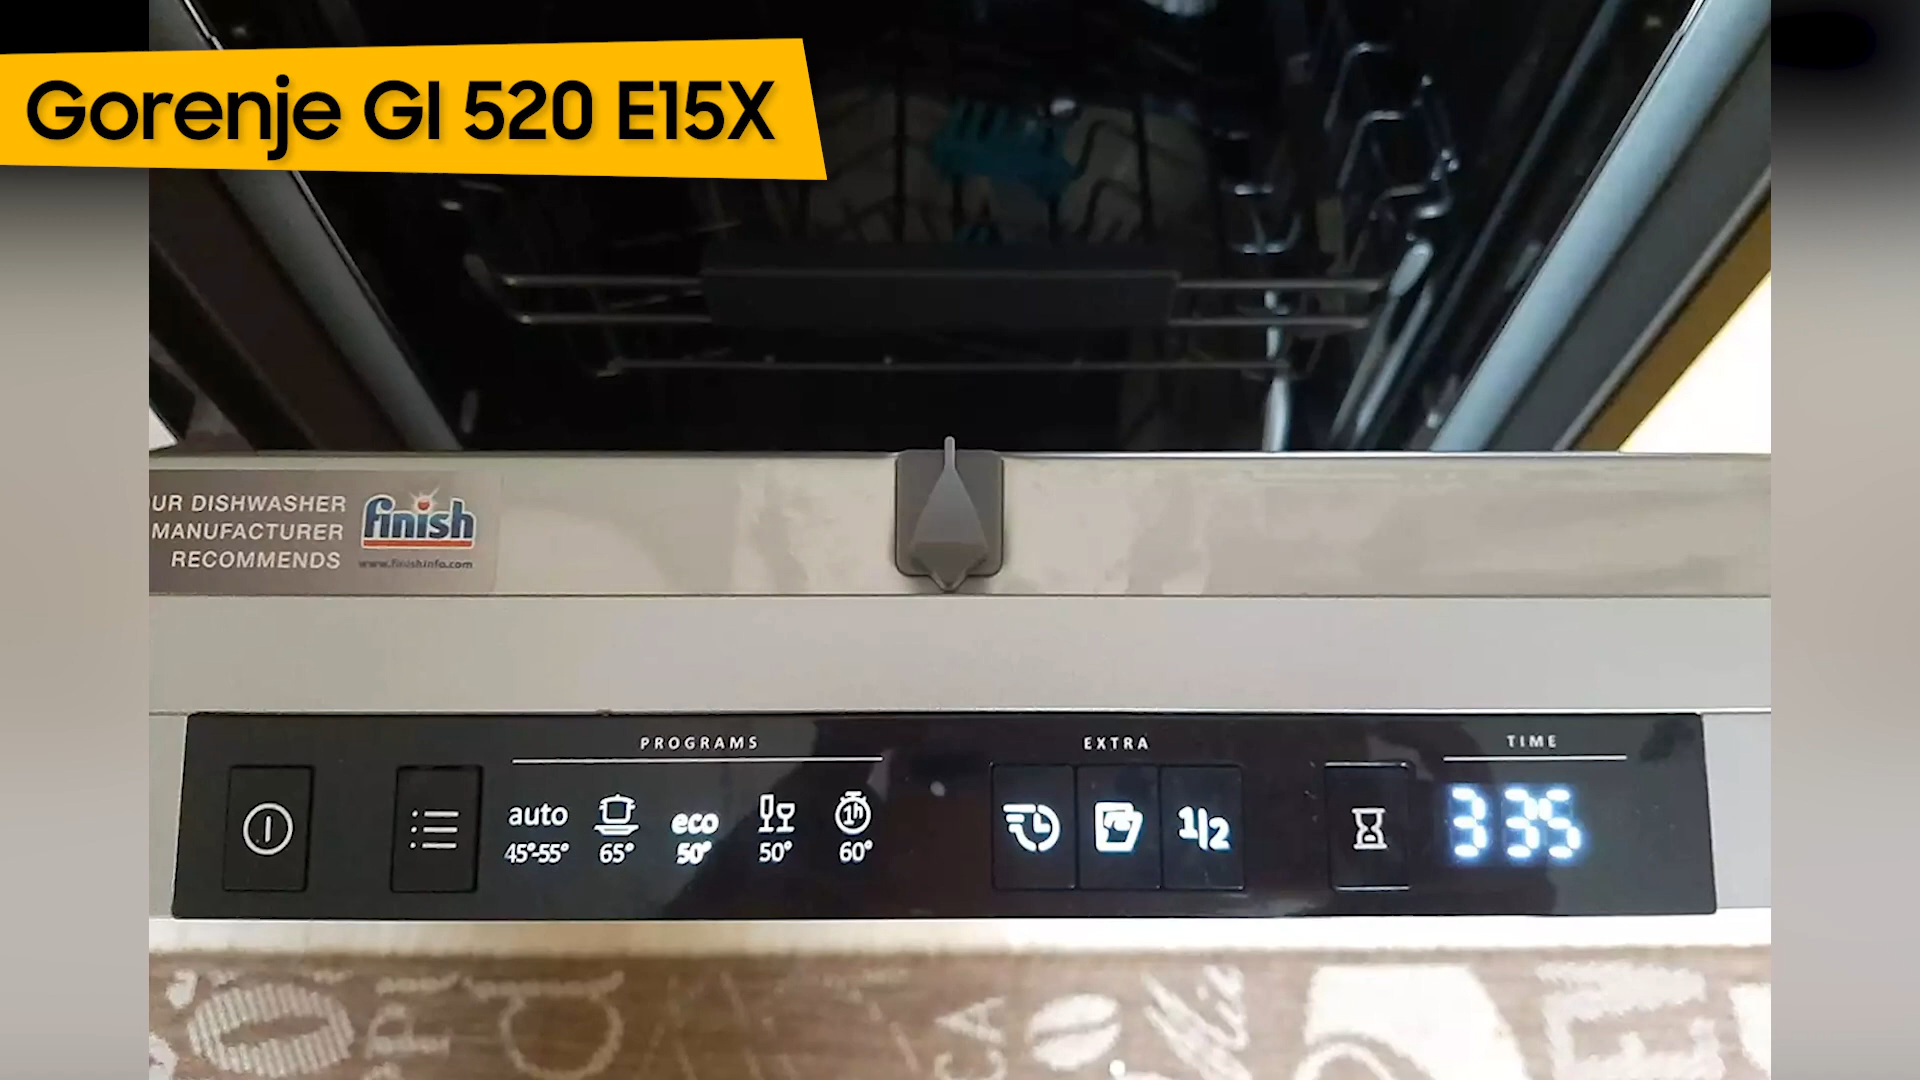 Gorenje GI 520 E15X
UR DISHWASHER
MANUFACTURER
RECOMMENDS
finish
www.finishinfo.com
PROGRAMS
EXTRA
TIME
auto
45°-55°
65°
eco
50°
50°
1h
60°
1/2
3 35